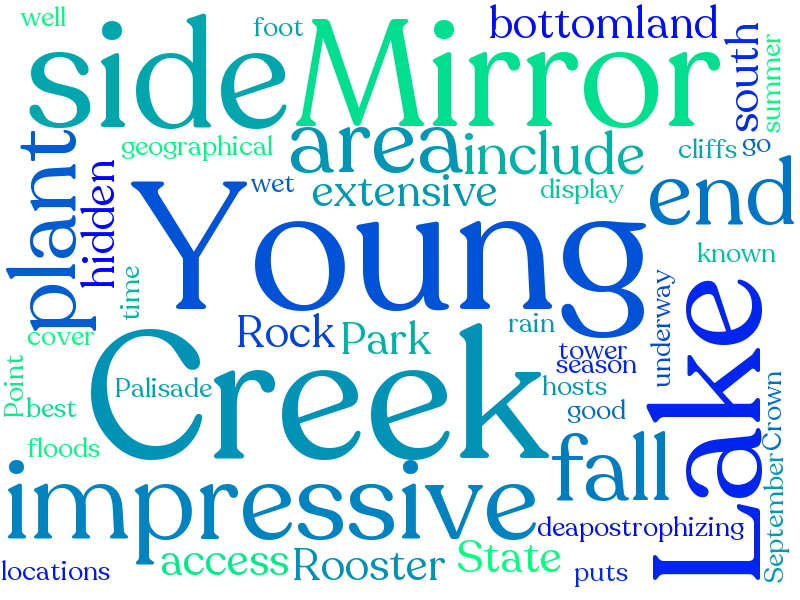 well
foot
bottomland
side
Mirror
south
summer
geographical
area
include
cliffs
go
plant
hidden
wet
extensive
display
end
Young
known
time
cover
Rock
Park
rain
tower
season
underway
Lake
Point
Palisade
Creek
hosts
best
good
Crown
floods
impressive
fall
September
deapostrophizing
locations
access
Rooster
State
puts